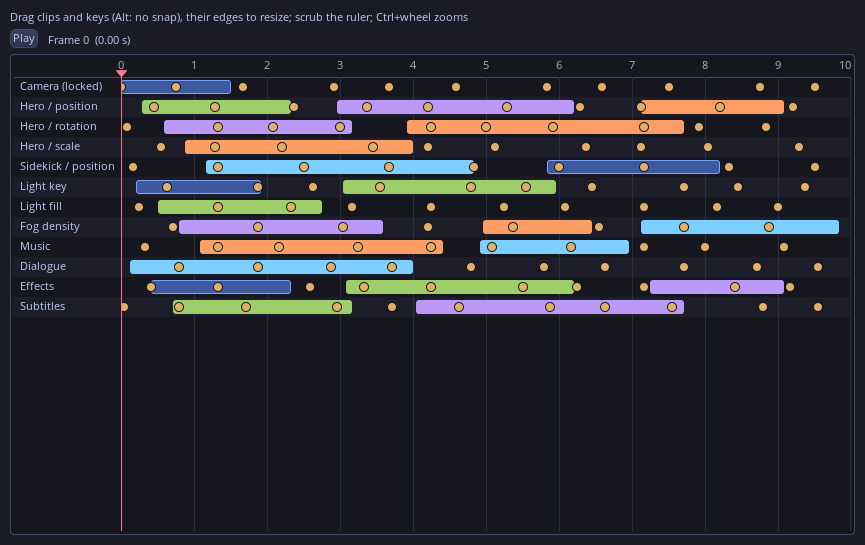 Drag clips and keys (Alt: no snap), their edges to resize; scrub the ruler; Ctrl+wheel zooms
Play Frame 0 (0.00 s)
0 1 2 3 4 5 6 7 8 9 10
Camera (locked)
Hero / position
Hero / rotation
Hero / scale
Sidekick / position
Light key
Light fill
Fog density
Music
Dialogue
Effects
Subtitles